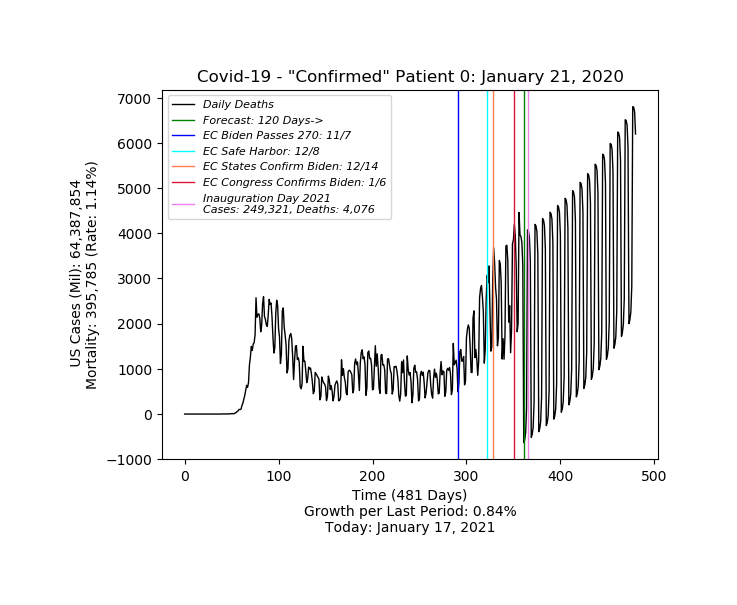 Covid-19 - "Confirmed" Patient 0: January 21, 2020
7000
6000
5000
4000
3000
2000
1000
0
−1000
US Cases (Mil): 64,387,854
Mortality: 395,785 (Rate: 1.14%)
Daily Deaths
Forecast: 120 Days->
EC Biden Passes 270: 11/7
EC Safe Harbor: 12/8
EC States Confirm Biden: 12/14
EC Congress Confirms Biden: 1/6
Inauguration Day 2021
Cases: 249,321, Deaths: 4,076
0 100 200 300 400 500
Time (481 Days)
Growth per Last Period: 0.84%
Today: January 17, 2021